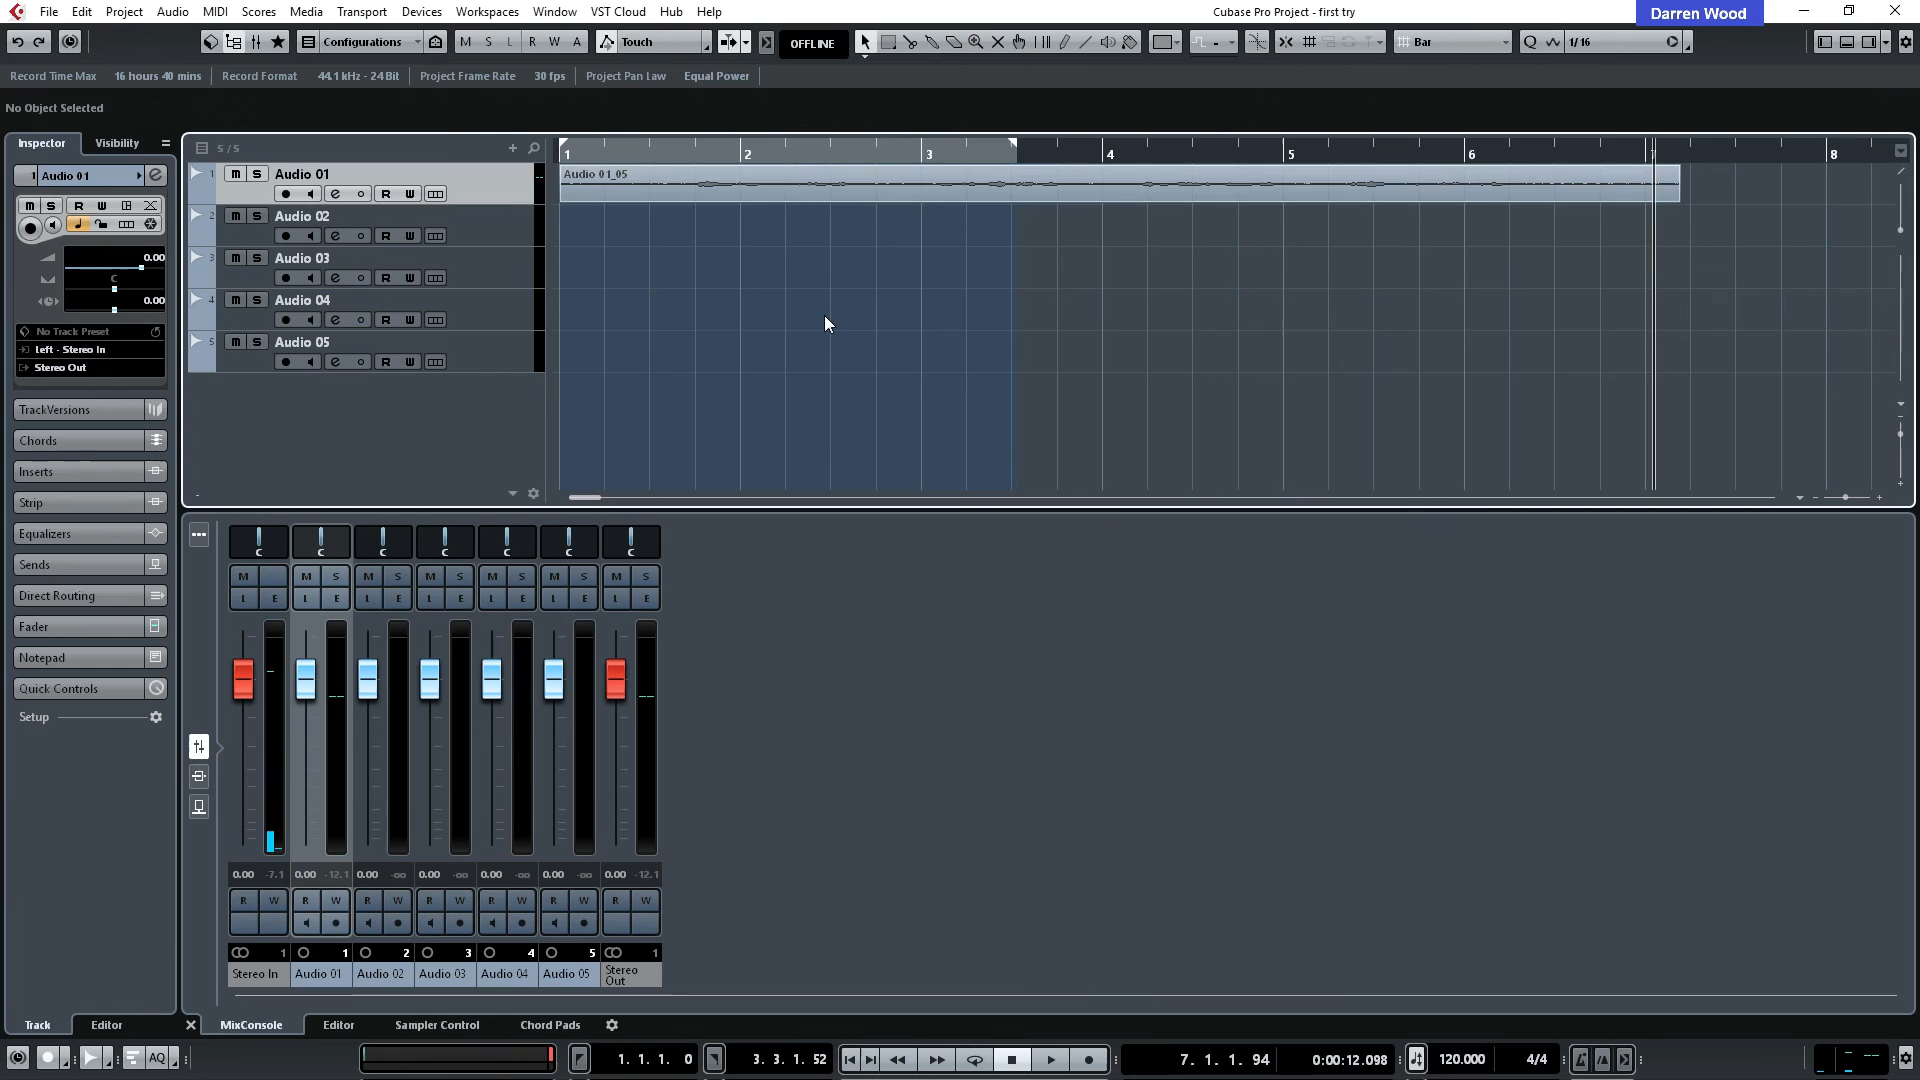 File Edit Project Audio MIDI Scores Media Transport Devices Workspaces Window VST Cloud Hub Help
Cubase Pro Project - first try
Darren Wood
Configurations
M S L R W A
Touch
OFFLINE
Bar
Q 1/16
Record Time Max 16 hours 40 mins Record Format 44.1 kHz - 24 Bit Project Frame Rate 30 fps Project Pan Law Equal Power
No Object Selected
Inspector Visibility
5 / 5
1 2 3 4 5 6 7 8
1 Audio 01
M S R W
0.00
C
0.00
No Track Preset
left - Stereo In
Stereo Out
TrackVersions
Chords
Inserts
Strip
Equalizers
Sends
Direct Routing
Fader
Notepad
Quick Controls
Setup
1 m S Audio 01
e R W
Audio 01_05
2 m S Audio 02
e R W
3 m S Audio 03
e R W
4 m S Audio 04
e R W
5 m S Audio 05
e R W
C C C C C C C
M M S M S M S M S M S M S
L E L E L E L E L E L E L E
0.00 -7.1 0.00 -12.1 0.00 -oo 0.00 -oo 0.00 -oo 0.00 -oo 0.00 -12.1
R W R W R W R W R W R W R W
1 1 2 3 4 5 1
Stereo In Audio 01 Audio 02 Audio 03 Audio 04 Audio 05 Stereo Out
Track Editor
MixConsole Editor Sampler Control Chord Pads
AQ
1. 1. 1. 0
3. 3. 1. 52
7. 1. 1. 94
0:00:12.098
120.000
4/4